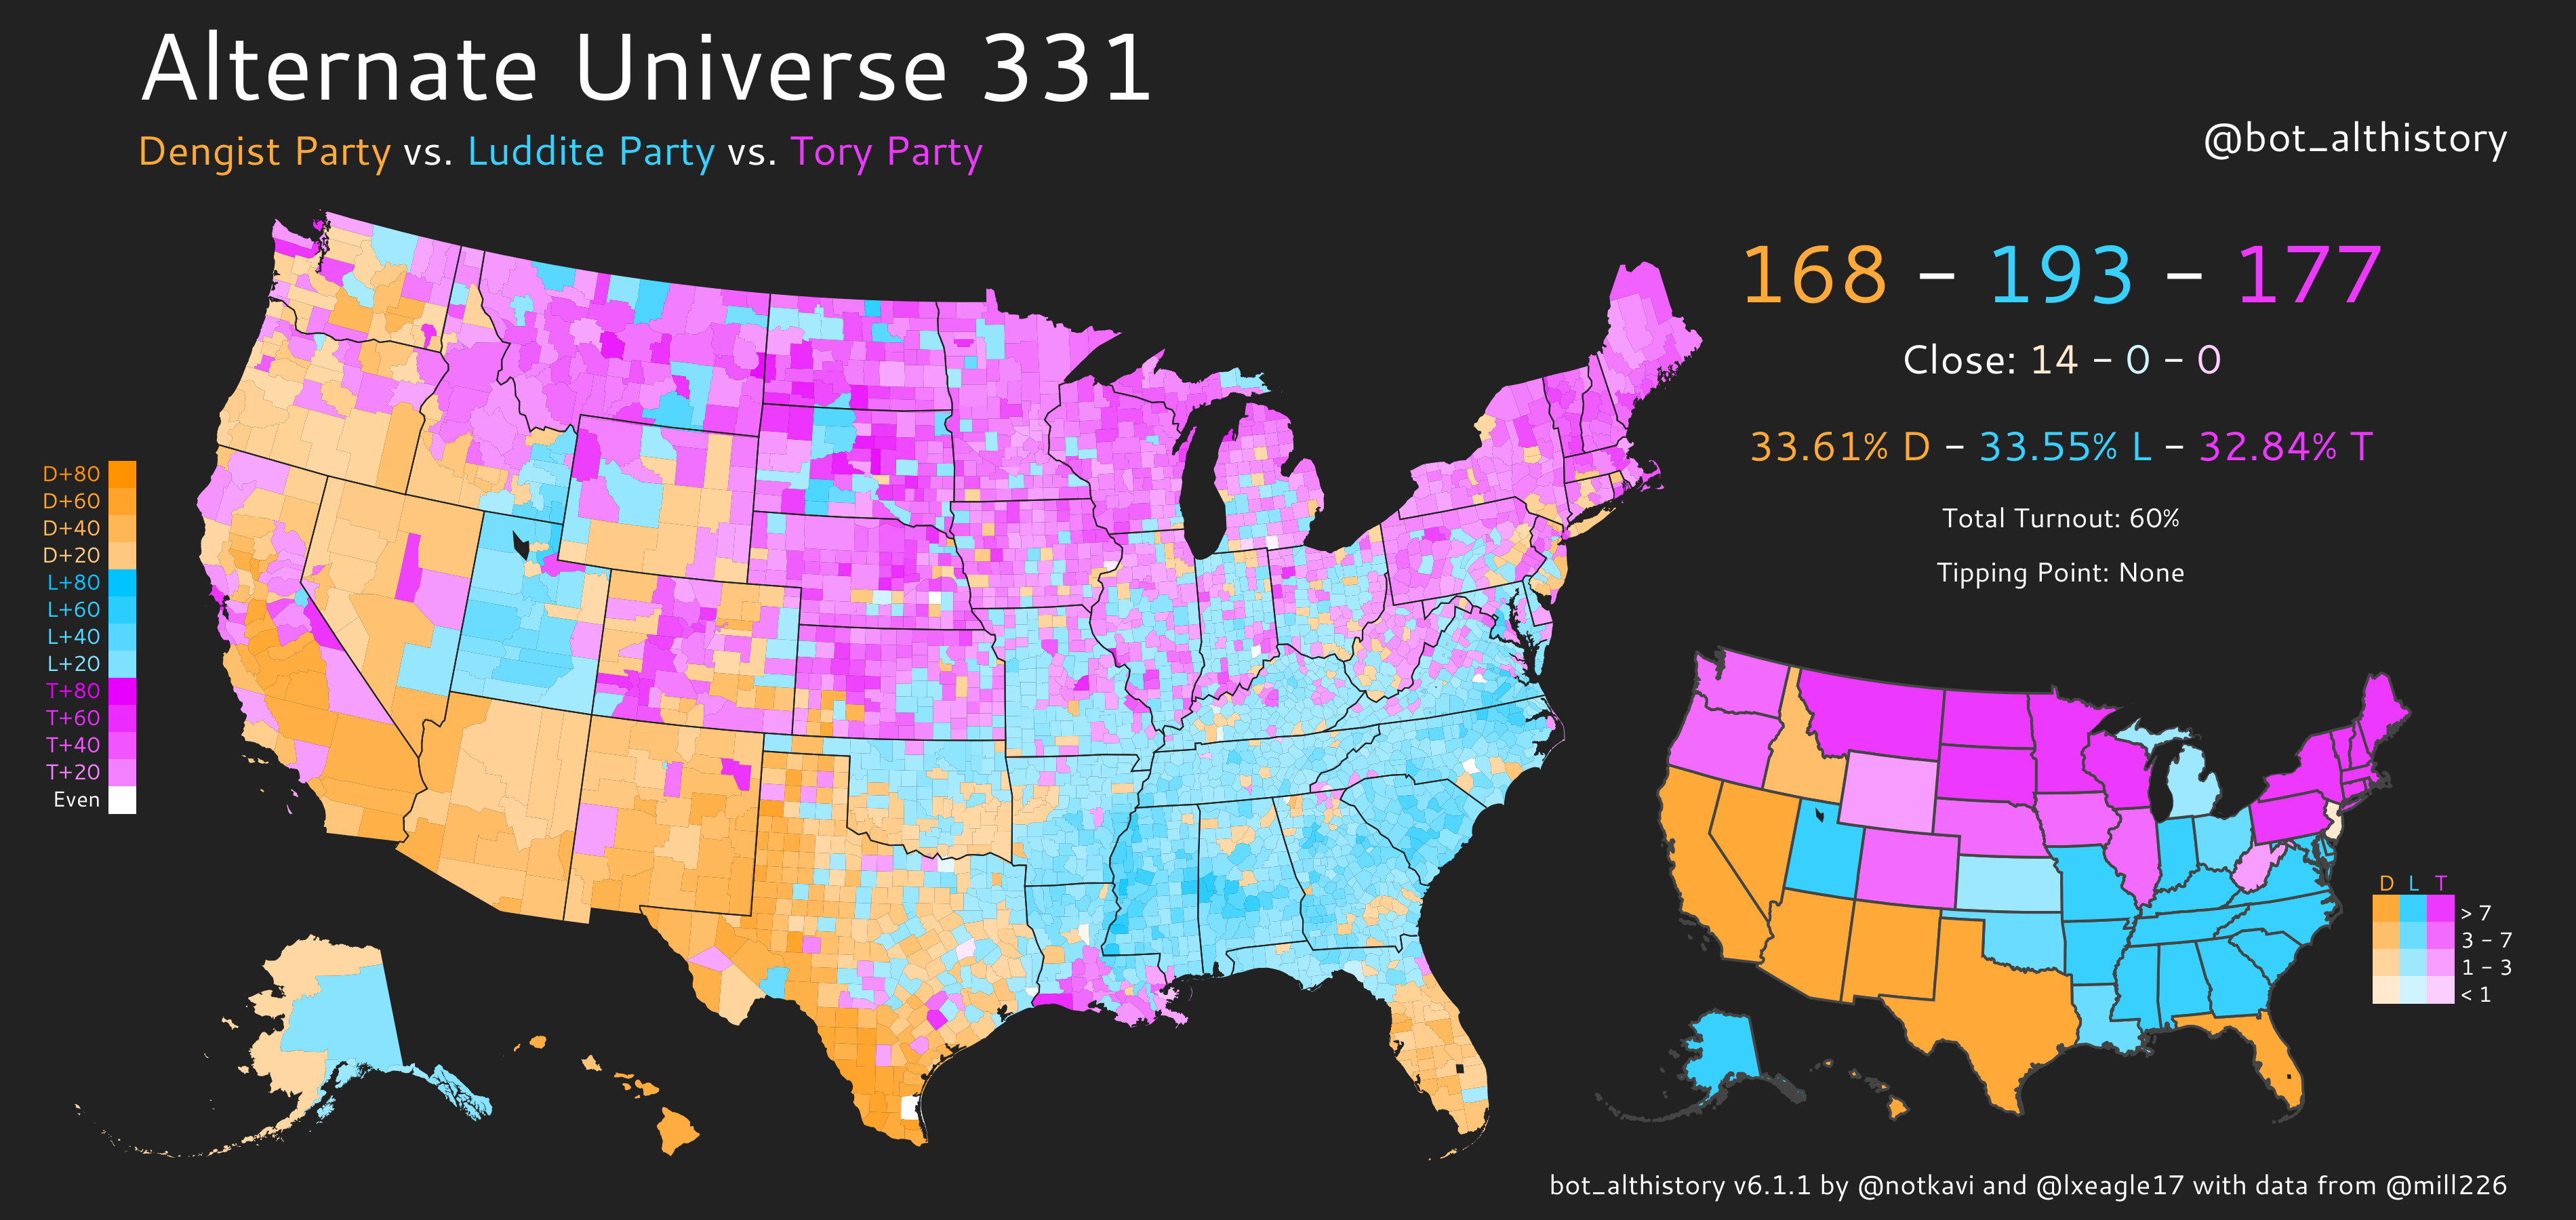 Alternate Universe 331
Dengist Party vs. Luddite Party vs. Tory Party
@bot_althistory
168 – 193 – 177
Close: 14 – 0 – 0
33.61% D – 33.55% L – 32.84% T
Total Turnout: 60%
Tipping Point: None
D+80
D+60
D+40
D+20
L+80
L+60
L+40
L+20
T+80
T+60
T+40
T+20
Even
D L T
> 7
3 – 7
1 – 3
< 1
bot_althistory v6.1.1 by @notkavi and @lxeagle17 with data from @mill226